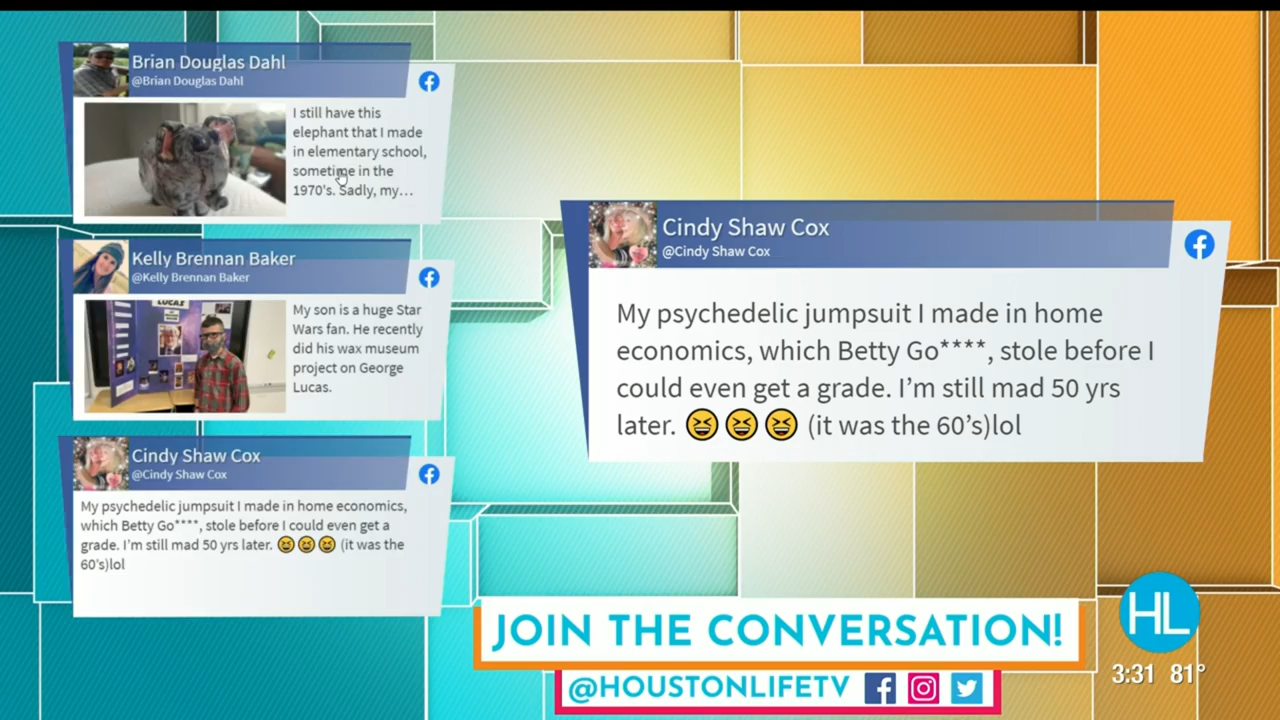 Brian Douglas Dahl
@Brian Douglas Dahl
I still have this
elephant that I made
in elementary school,
sometime in the
1970's. Sadly, my...
Kelly Brennan Baker
@Kelly Brennan Baker
LUCAS
My son is a huge Star
Wars fan. He recently
did his wax museum
project on George
Lucas.
Cindy Shaw Cox
@Cindy Shaw Cox
My psychedelic jumpsuit I made in home economics,
which Betty Go****, stole before I could even get a
grade. I'm still mad 50 yrs later. 😆😆😆 (it was the
60's)lol
Cindy Shaw Cox
@Cindy Shaw Cox
My psychedelic jumpsuit I made in home
economics, which Betty Go****, stole before I
could even get a grade. I'm still mad 50 yrs
later. 😆😆😆 (it was the 60's)lol
JOIN THE CONVERSATION!
@HOUSTONLIFETV
HL
3:31 81°